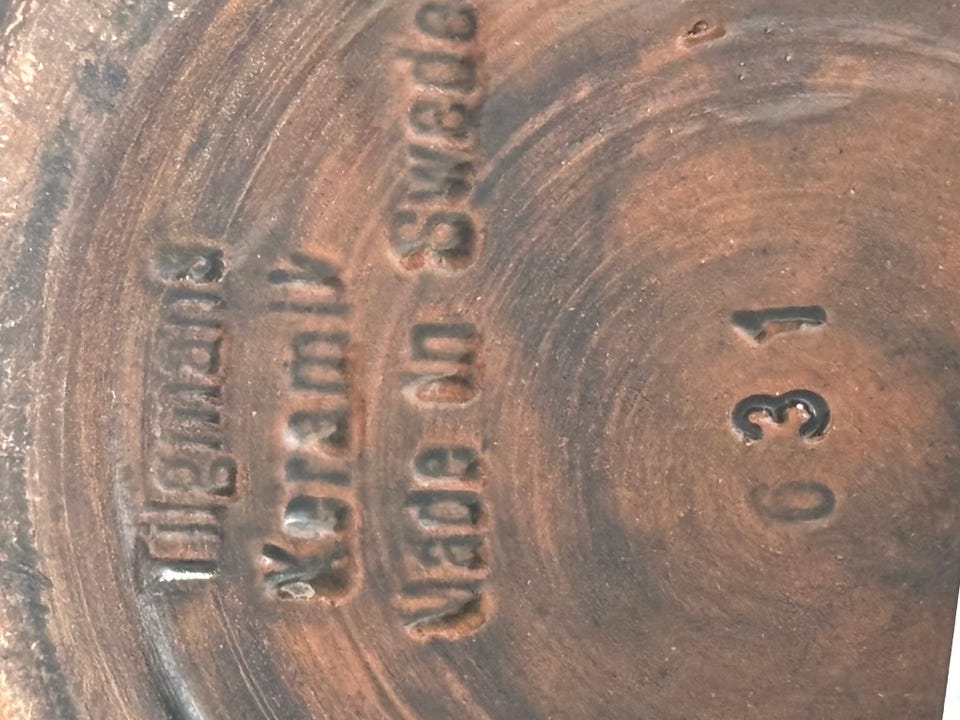 Tilgmans
Keramik
Made in Swede
631